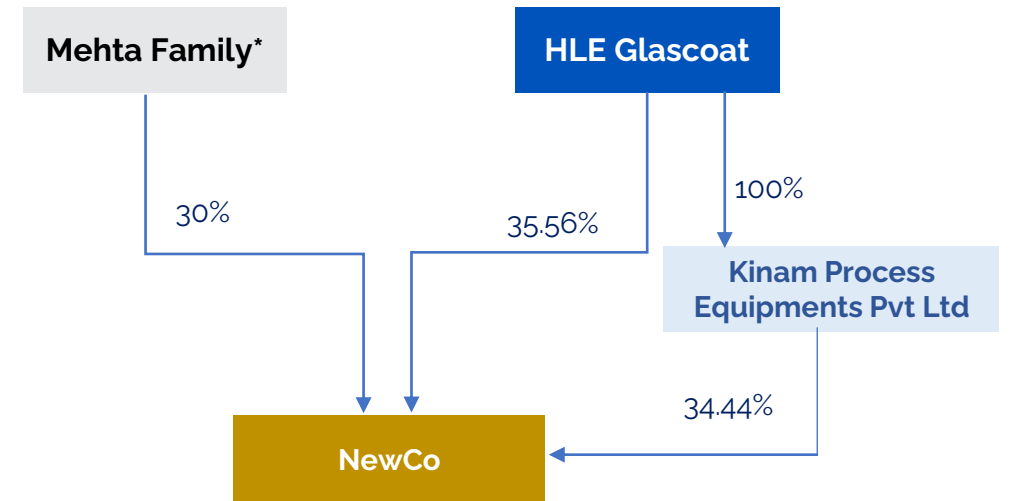 Mehta Family*
HLE Glascoat
30%
35.56%
100%
Kinam Process
Equipments Pvt Ltd
34.44%
NewCo